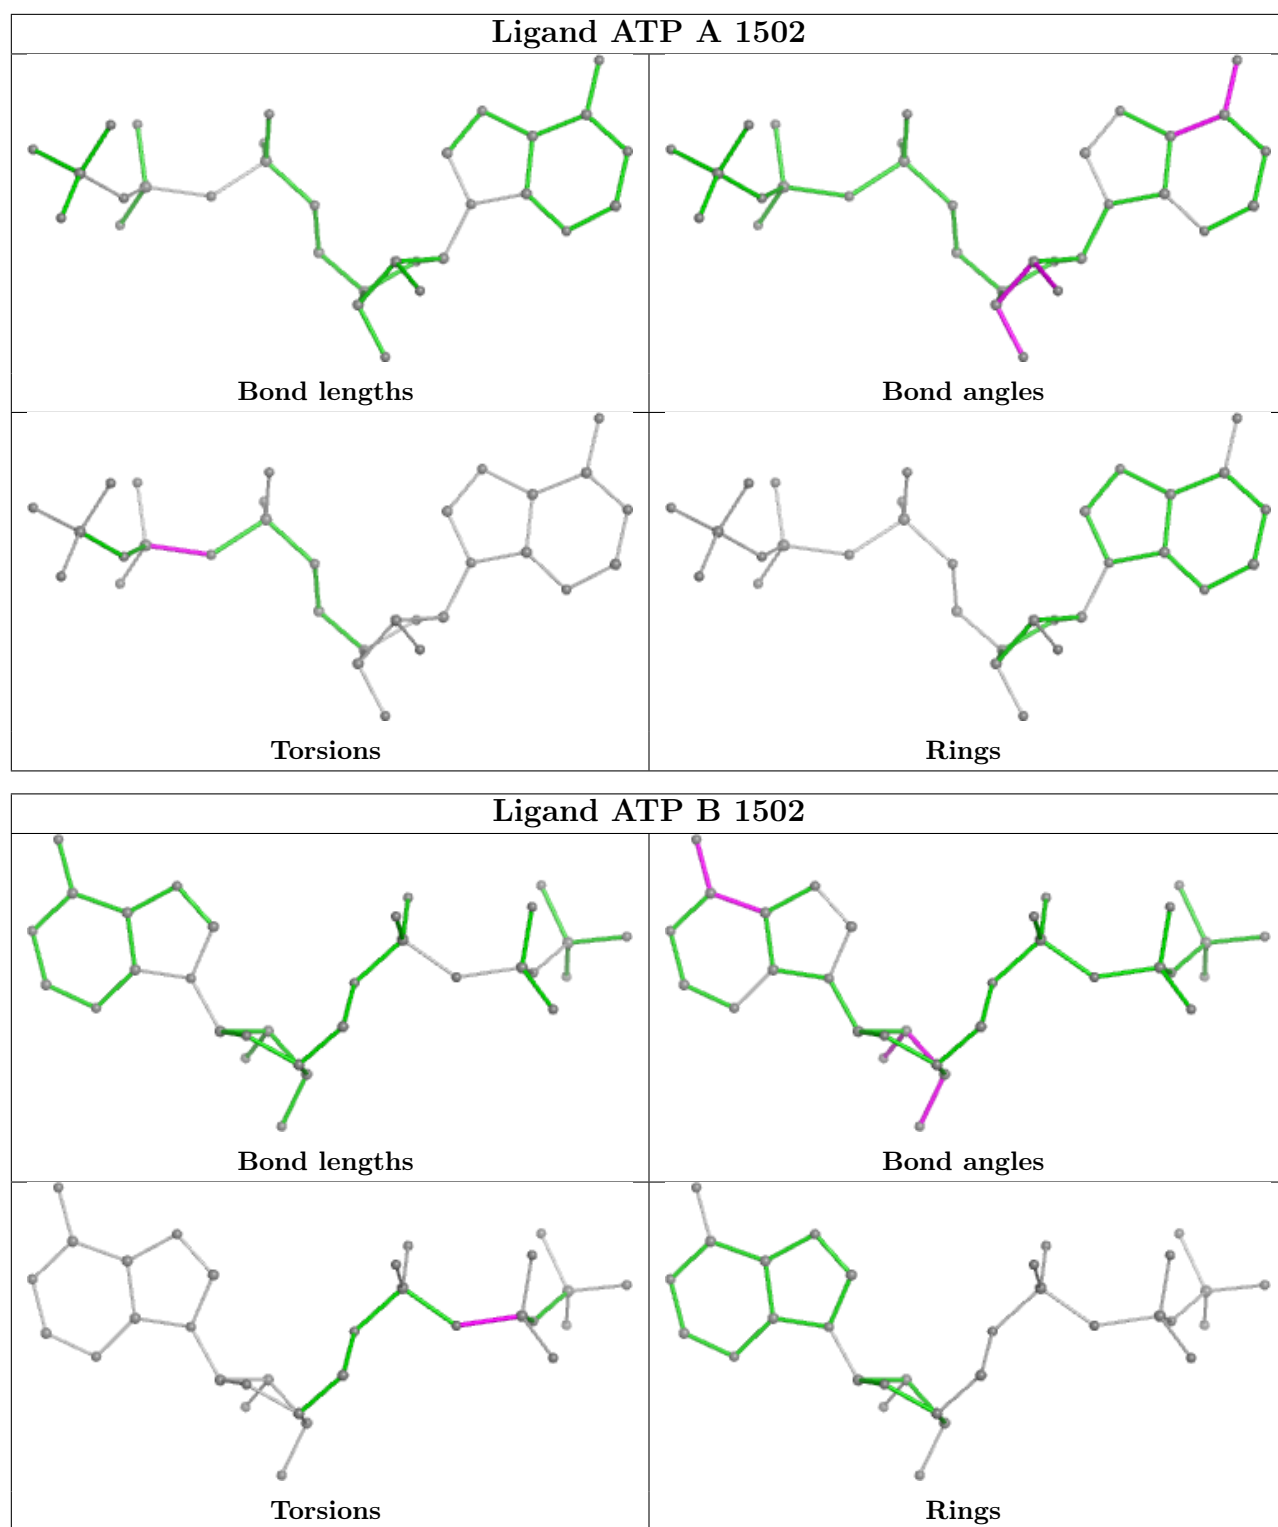 Ligand ATP A 1502
Bond lengths
Bond angles
Torsions
Rings
Ligand ATP B 1502
Bond lengths
Bond angles
Torsions
Rings